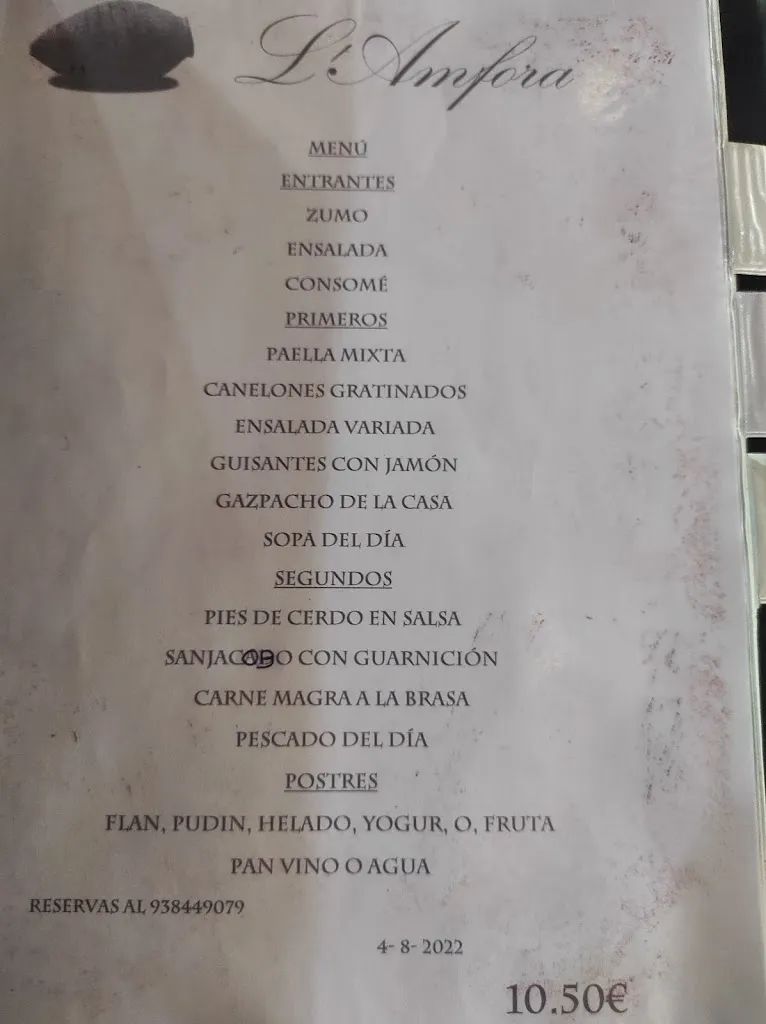 L'Amfora
MENÚ
ENTRANTES
ZUMO
ENSALADA
CONSOMÉ
PRIMEROS
PAELLA MIXTA
CANELONES GRATINADOS
ENSALADA VARIADA
GUISANTES CON JAMÓN
GAZPACHO DE LA CASA
SOPA DEL DÍA
SEGUNDOS
PIES DE CERDO EN SALSA
SANJACOBO CON GUARNICIÓN
CARNE MAGRA A LA BRASA
PESCADO DEL DÍA
POSTRES
FLAN, PUDIN, HELADO, YOGUR, O, FRUTA
PAN VINO O AGUA
RESERVAS AL 938449079
4- 8- 2022
10.50€